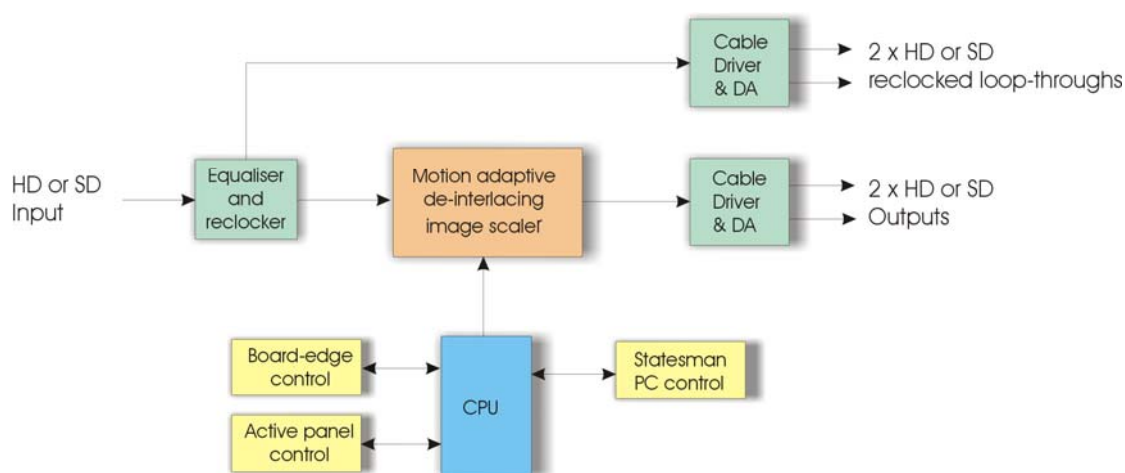 Cable
Driver
& DA
2 x HD or SD
reclocked loop-throughs
HD or SD
Input
Equaliser
and
reclocker
Motion adaptive
de-interlacing
image scaler
Cable
Driver
& DA
2 x HD or SD
Outputs
Board-edge
control
CPU
Statesman
PC control
Active panel
control